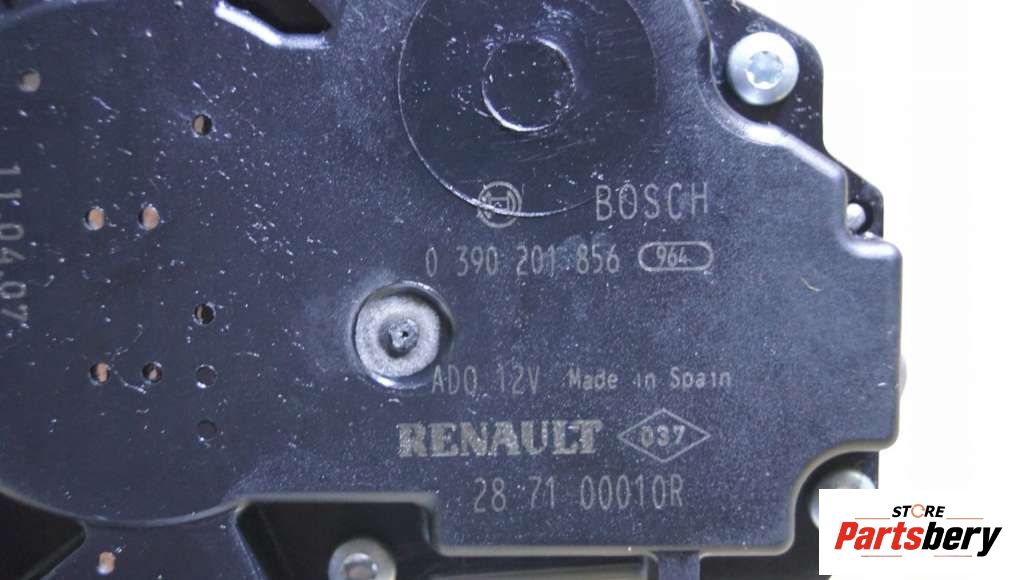 BOSCH
0 390 201 856 964
ADO 12V Made in Spain
RENAULT 037
28 71 00010R
11.04.07
STORE
Partsbery